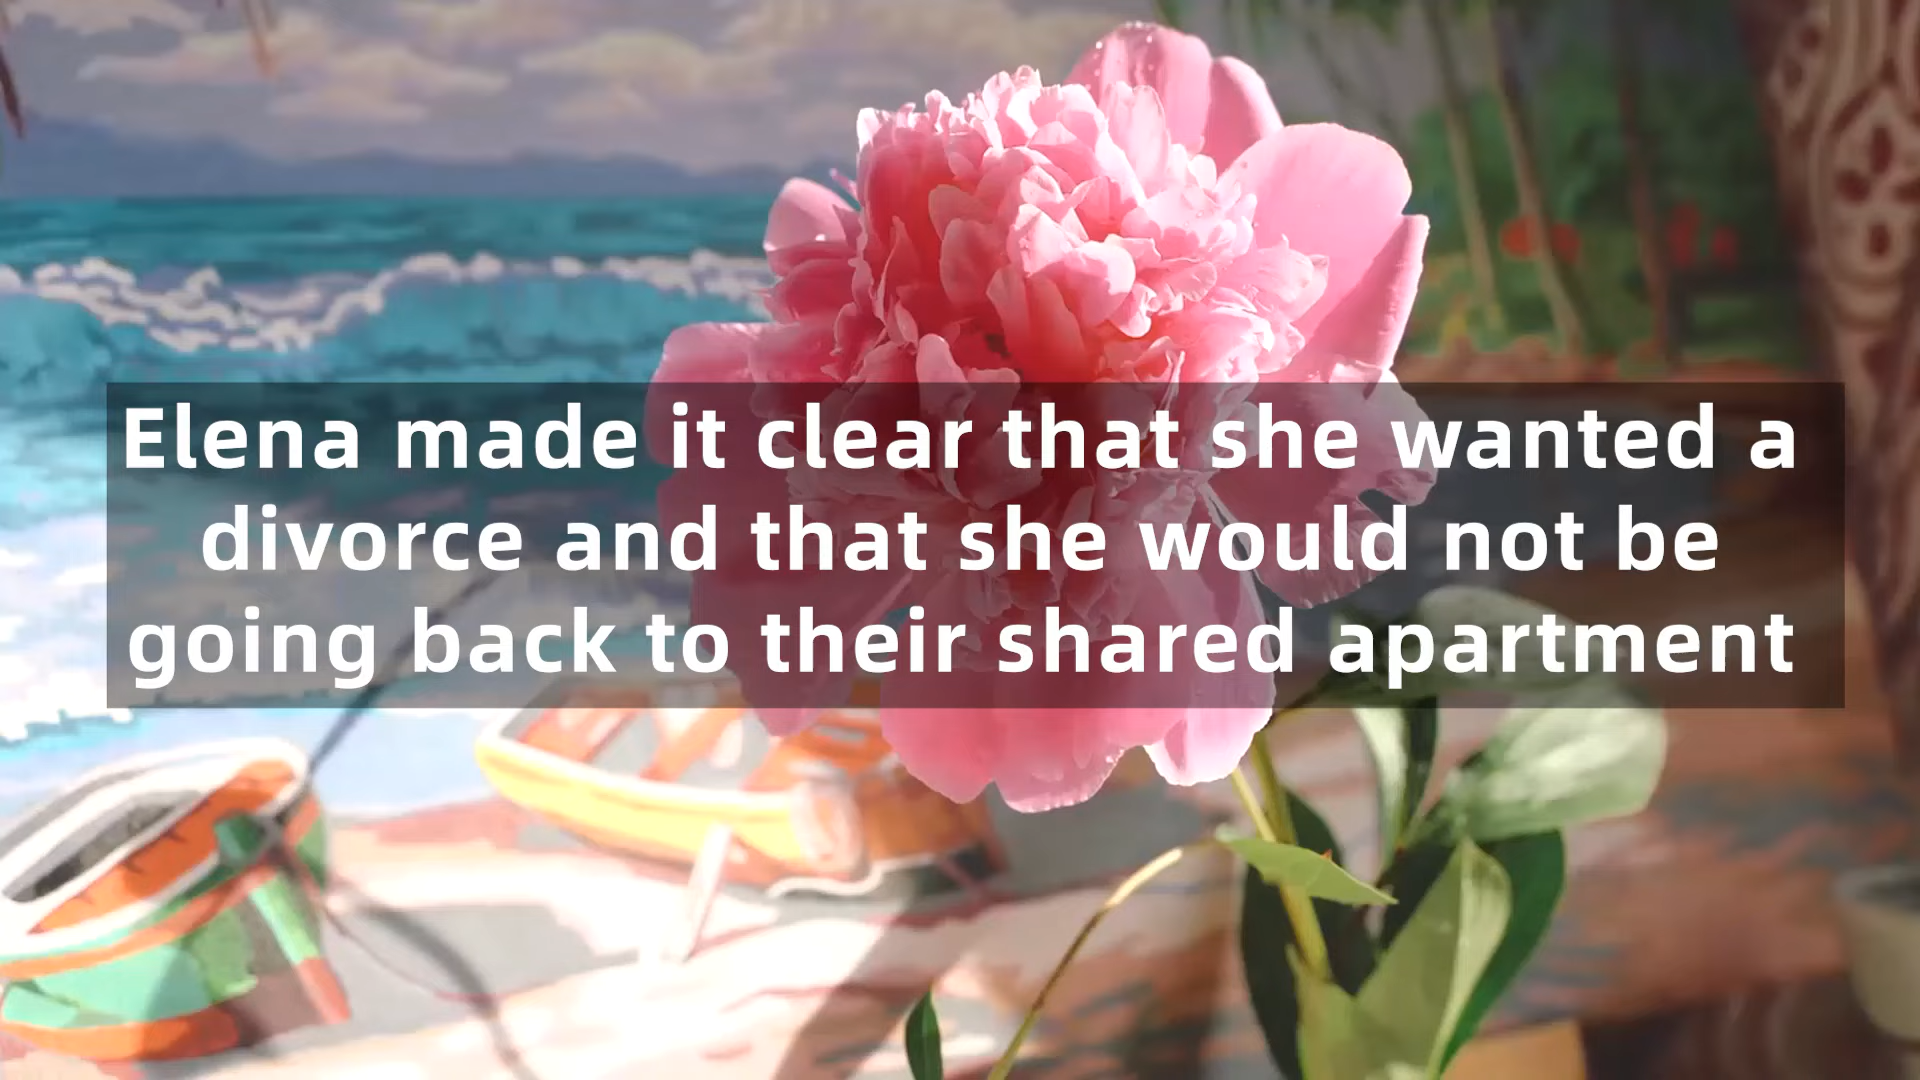 Elena made it clear that she wanted a
divorce and that she would not be
going back to their shared apartment